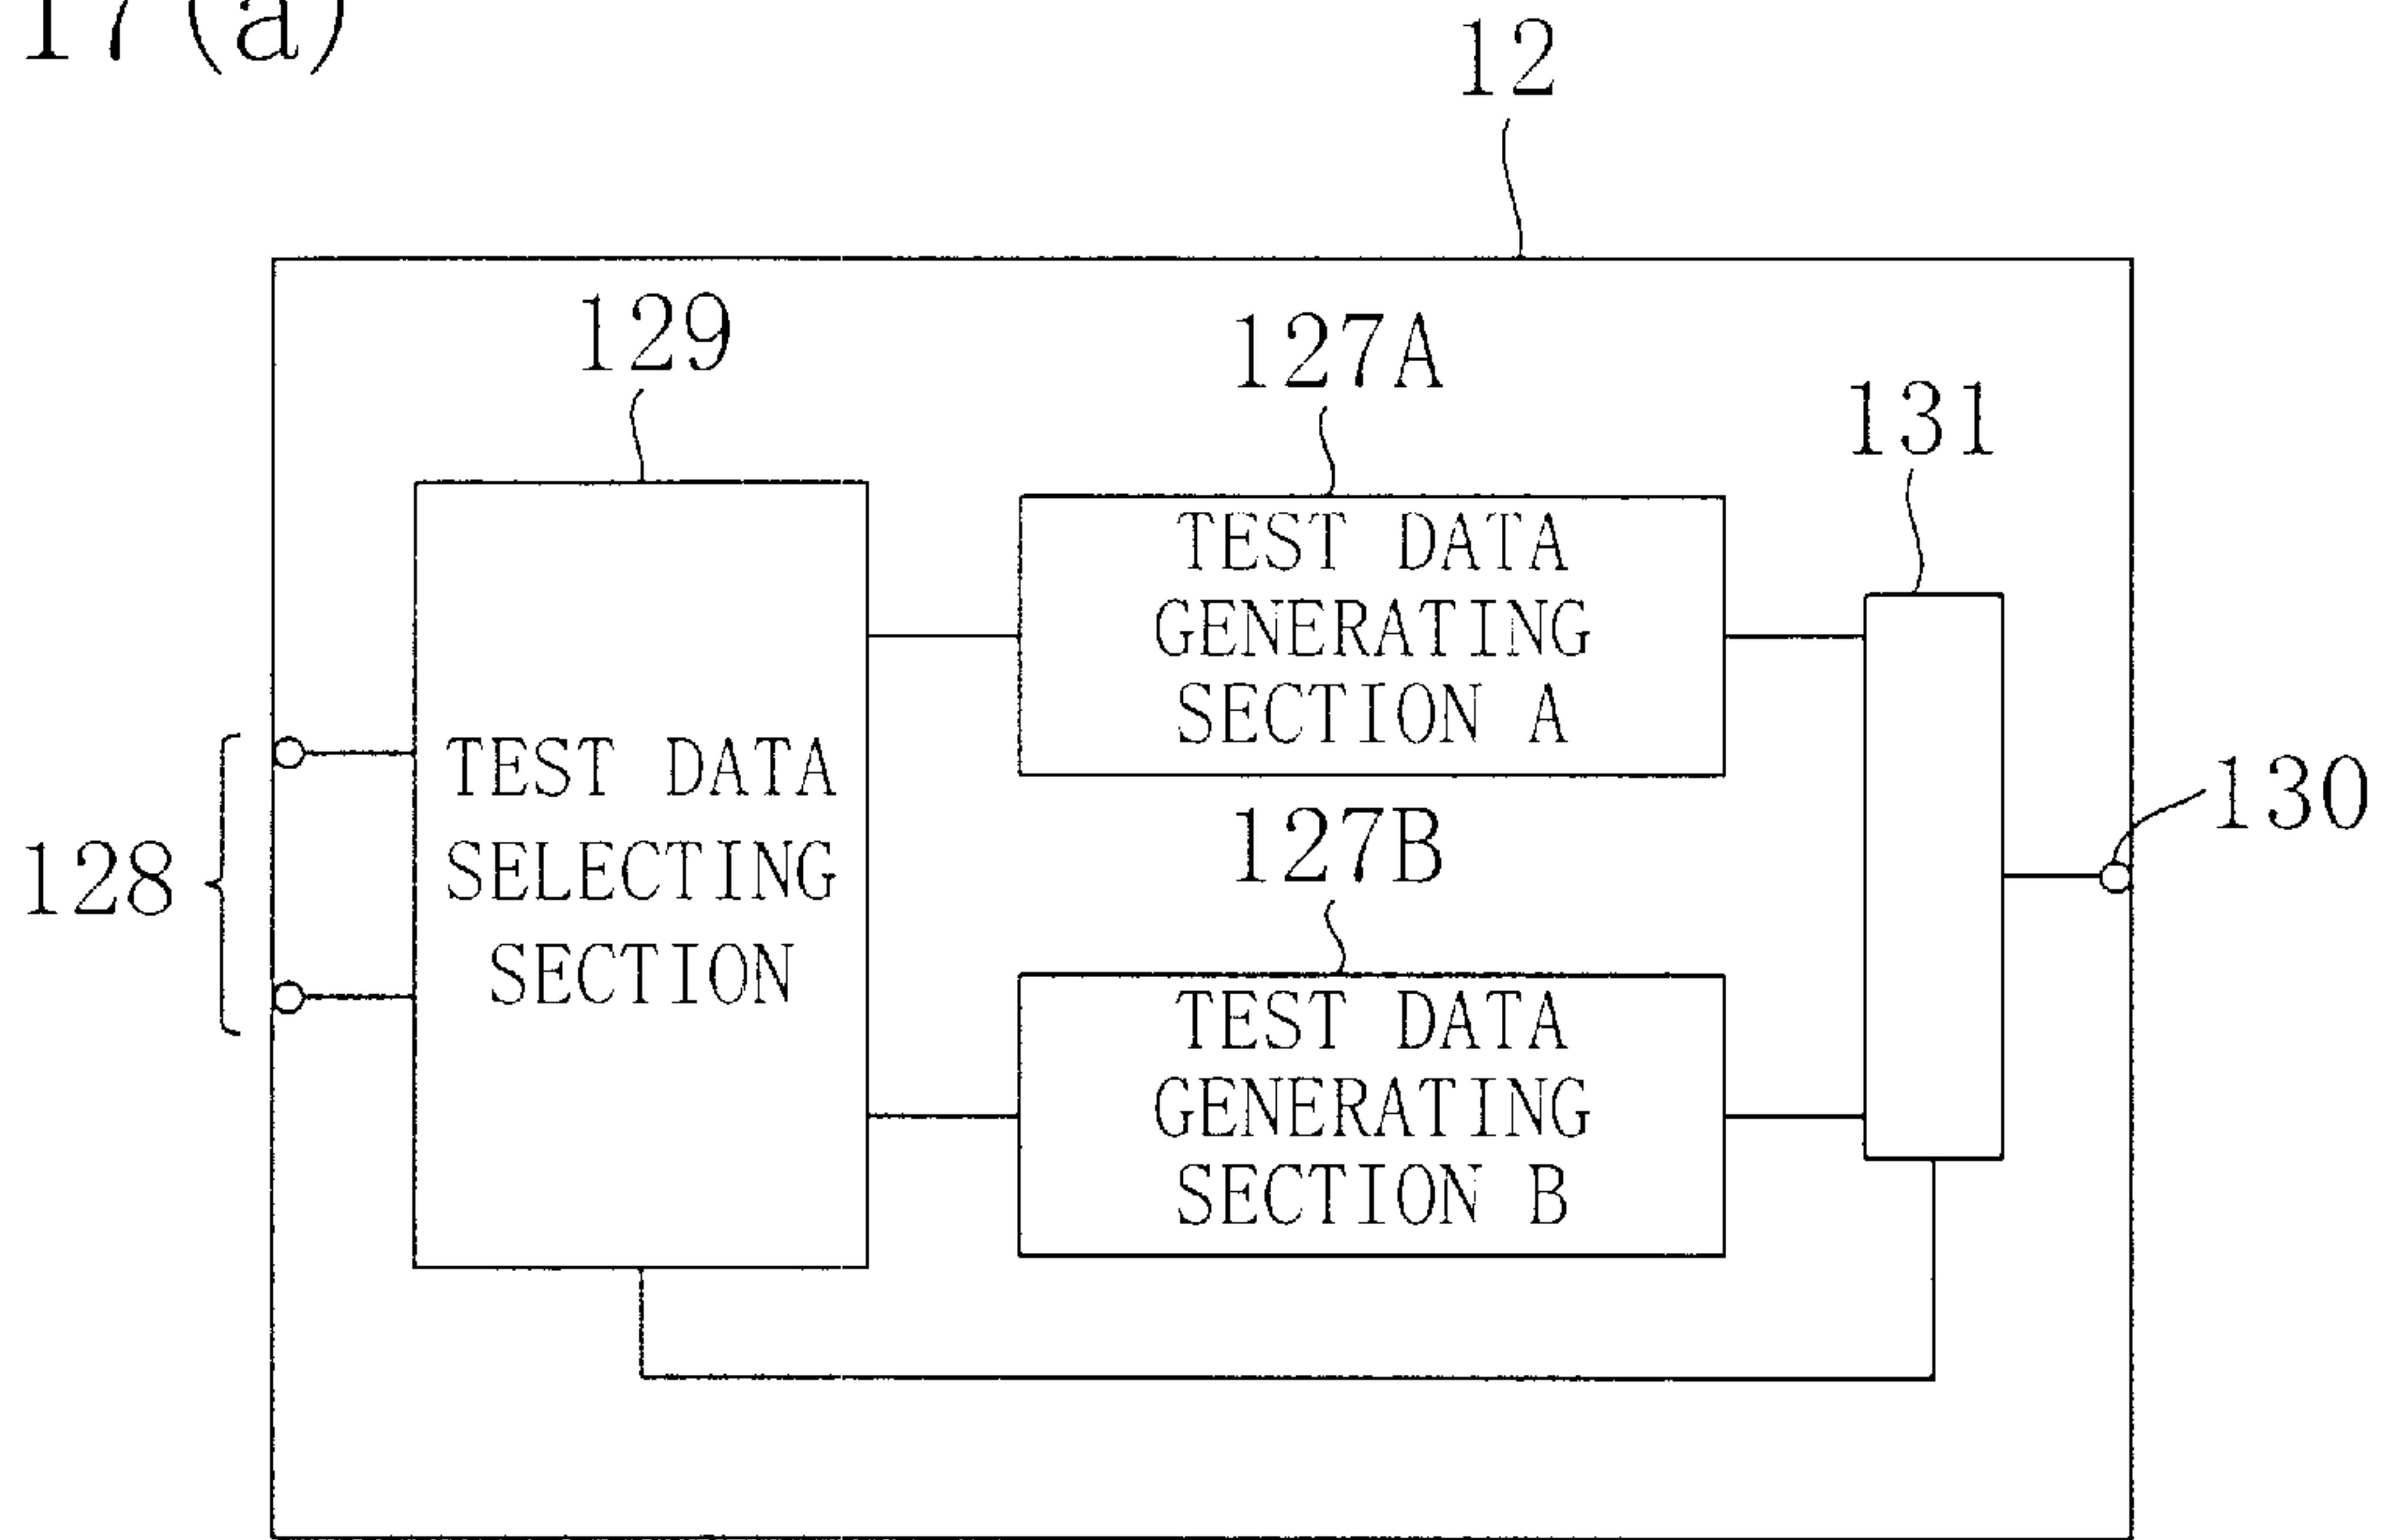 17(a)
12
129
127A
131
TEST DATA
GENERATING
SECTION A
TEST DATA
SELECTING
SECTION
128
130
127B
TEST DATA
GENERATING
SECTION B